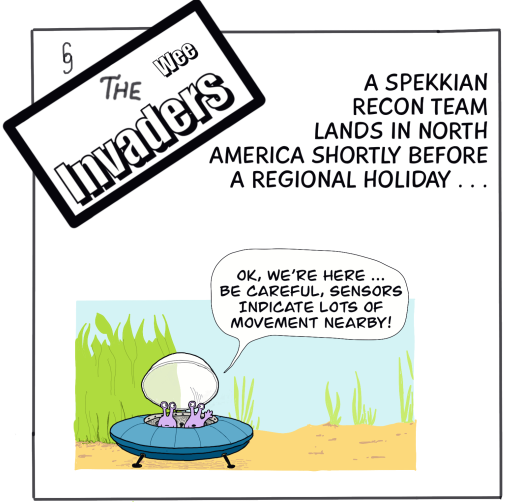 §
THE
Wee
Invaders
A SPEKKIAN
RECON TEAM
LANDS IN NORTH
AMERICA SHORTLY BEFORE
A REGIONAL HOLIDAY . . .
OK, WE'RE HERE ...
BE CAREFUL, SENSORS
INDICATE LOTS OF
MOVEMENT NEARBY!